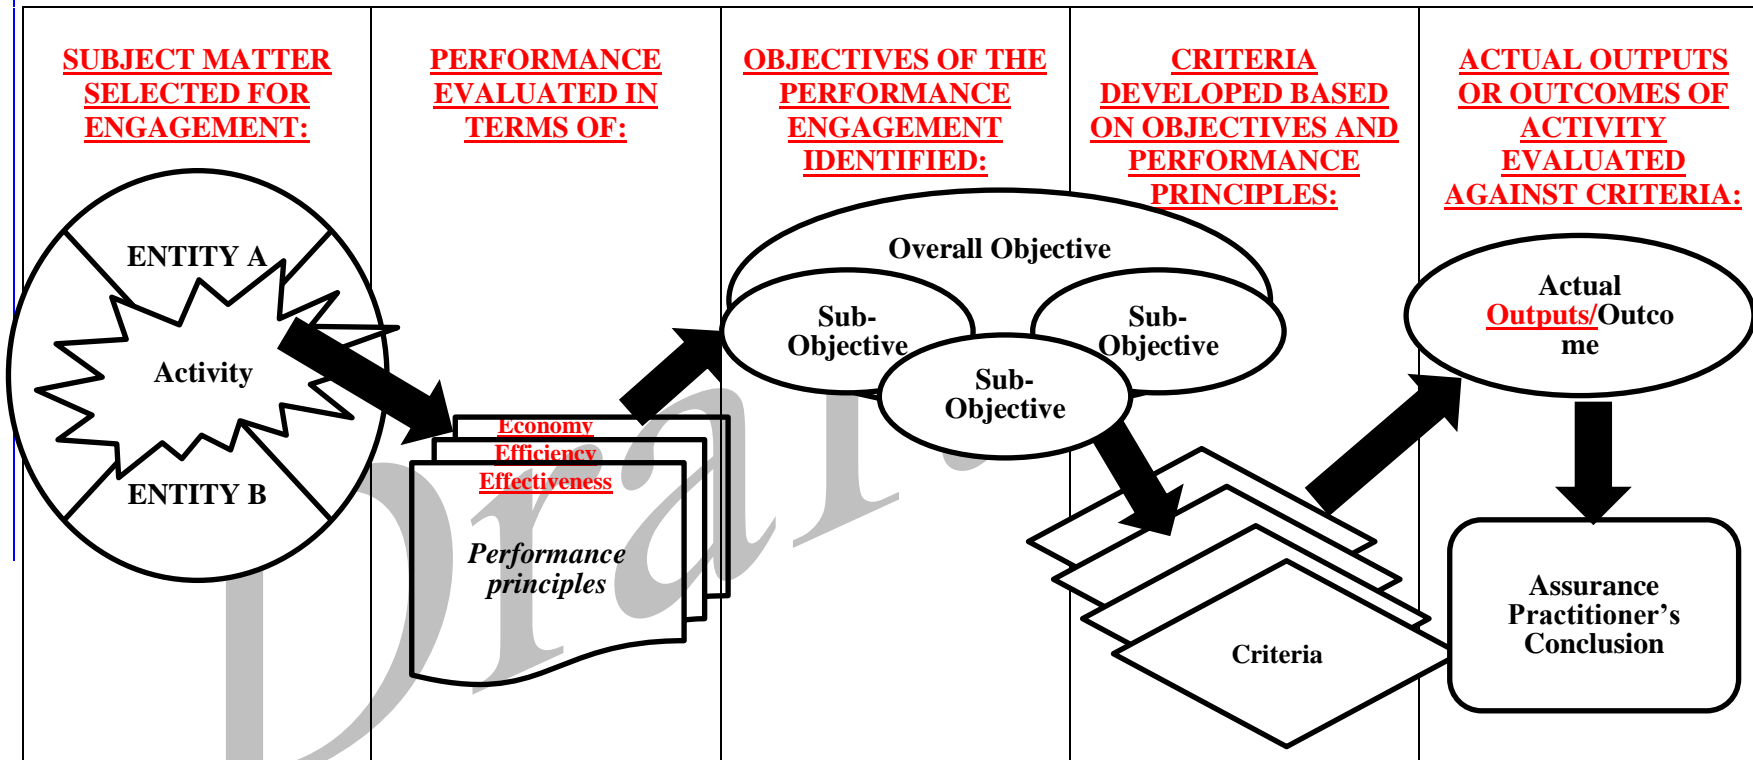 SUBJECT MATTER
SELECTED FOR
ENGAGEMENT:
ENTITY A
Activity
ENTITY B
PERFORMANCE
EVALUATED IN
TERMS OF:
Economy
Efficiency
Effectiveness
Performance
principles
OBJECTIVES OF THE
PERFORMANCE
ENGAGEMENT
IDENTIFIED:
Overall Objective
Sub-
Objective
Sub-
Objective
Sub-
Objective
CRITERIA
DEVELOPED BASED
ON OBJECTIVES AND
PERFORMANCE
PRINCIPLES:
Criteria
ACTUAL OUTPUTS
OR OUTCOMES OF
ACTIVITY
EVALUATED
AGAINST CRITERIA:
Actual
Outputs/Outco
me
Assurance
Practitioner’s
Conclusion
Draft